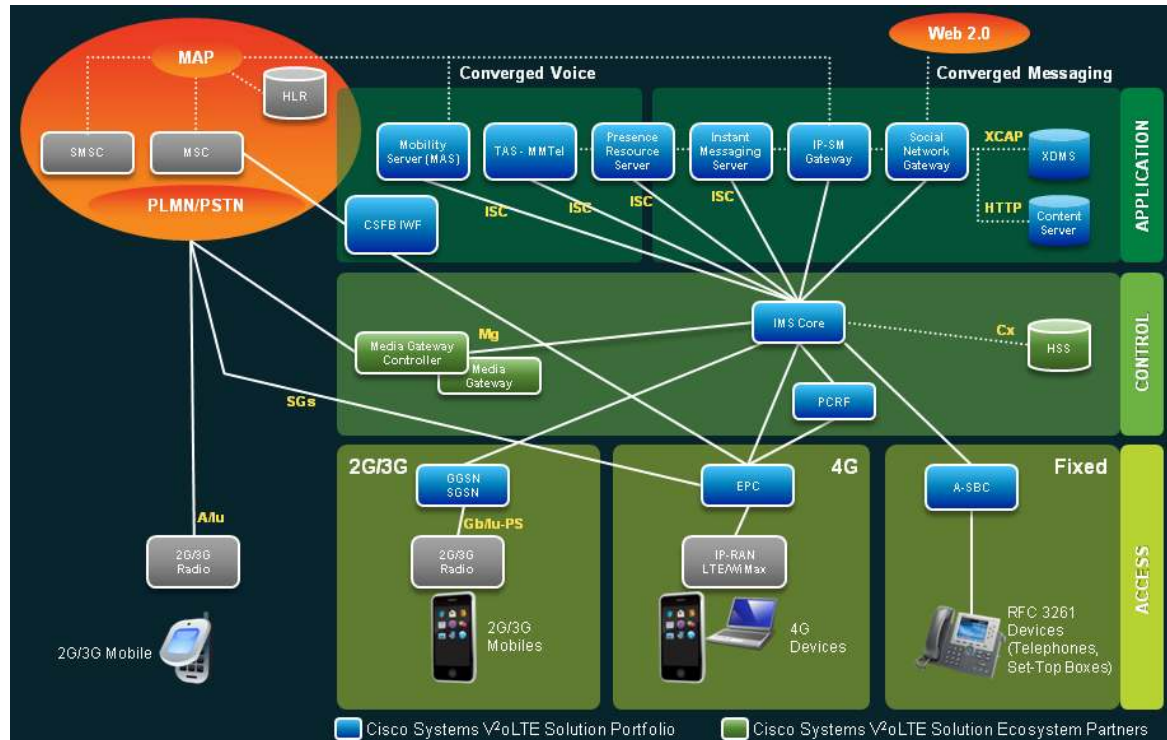 Web 2.0
MAP
Converged Voice
Converged Messaging
HLR
SMSC
MSC
PLMN/PSTN
Mobility
Server (MAS)
TAS - MMTel
Presence
Resource
Server
Instant
Messaging
Server
IP-SM
Gateway
Social
Network
Gateway
XCAP
XDMS
HTTP
Content
Server
ISC
ISC
ISC
ISC
CSFB IWF
APPLICATION
IMS Core
Mg
Cx
HSS
Media Gateway
Controller
Media
Gateway
PCRF
SGs
CONTROL
2G/3G
4G
Fixed
GGSN
SGSN
EPC
A-SBC
A/Iu
Gb/Iu-PS
2G/3G
Radio
2G/3G
Radio
IP-RAN
LTE/WiMax
ACCESS
2G/3G Mobile
2G/3G
Mobiles
4G
Devices
RFC 3261
Devices
(Telephones,
Set-Top Boxes)
Cisco Systems V²oLTE Solution Portfolio
Cisco Systems V²oLTE Solution Ecosystem Partners